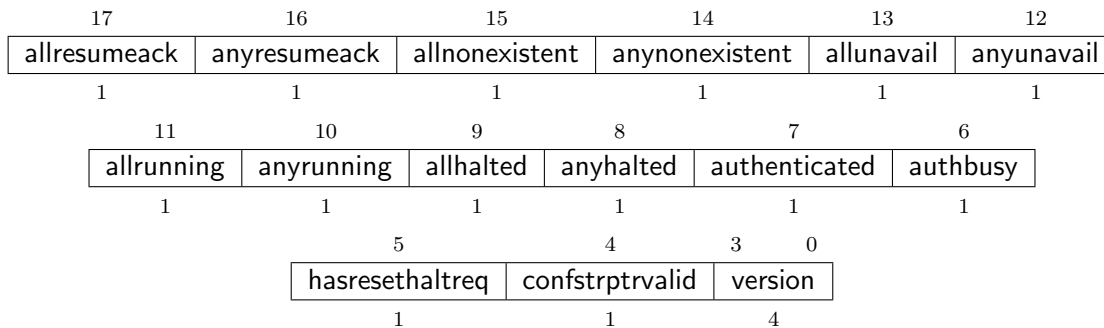 17 16 15 14 13 12
allresumeack anyresumeack allnonexistent anynonexistent allunavail anyunavail
1 1 1 1 1 1
11 10 9 8 7 6
allrunning anyrunning allhalted anyhalted authenticated authbusy
1 1 1 1 1 1
5 4 3 0
hasresethaltreq confstrptrvalid version
1 1 4